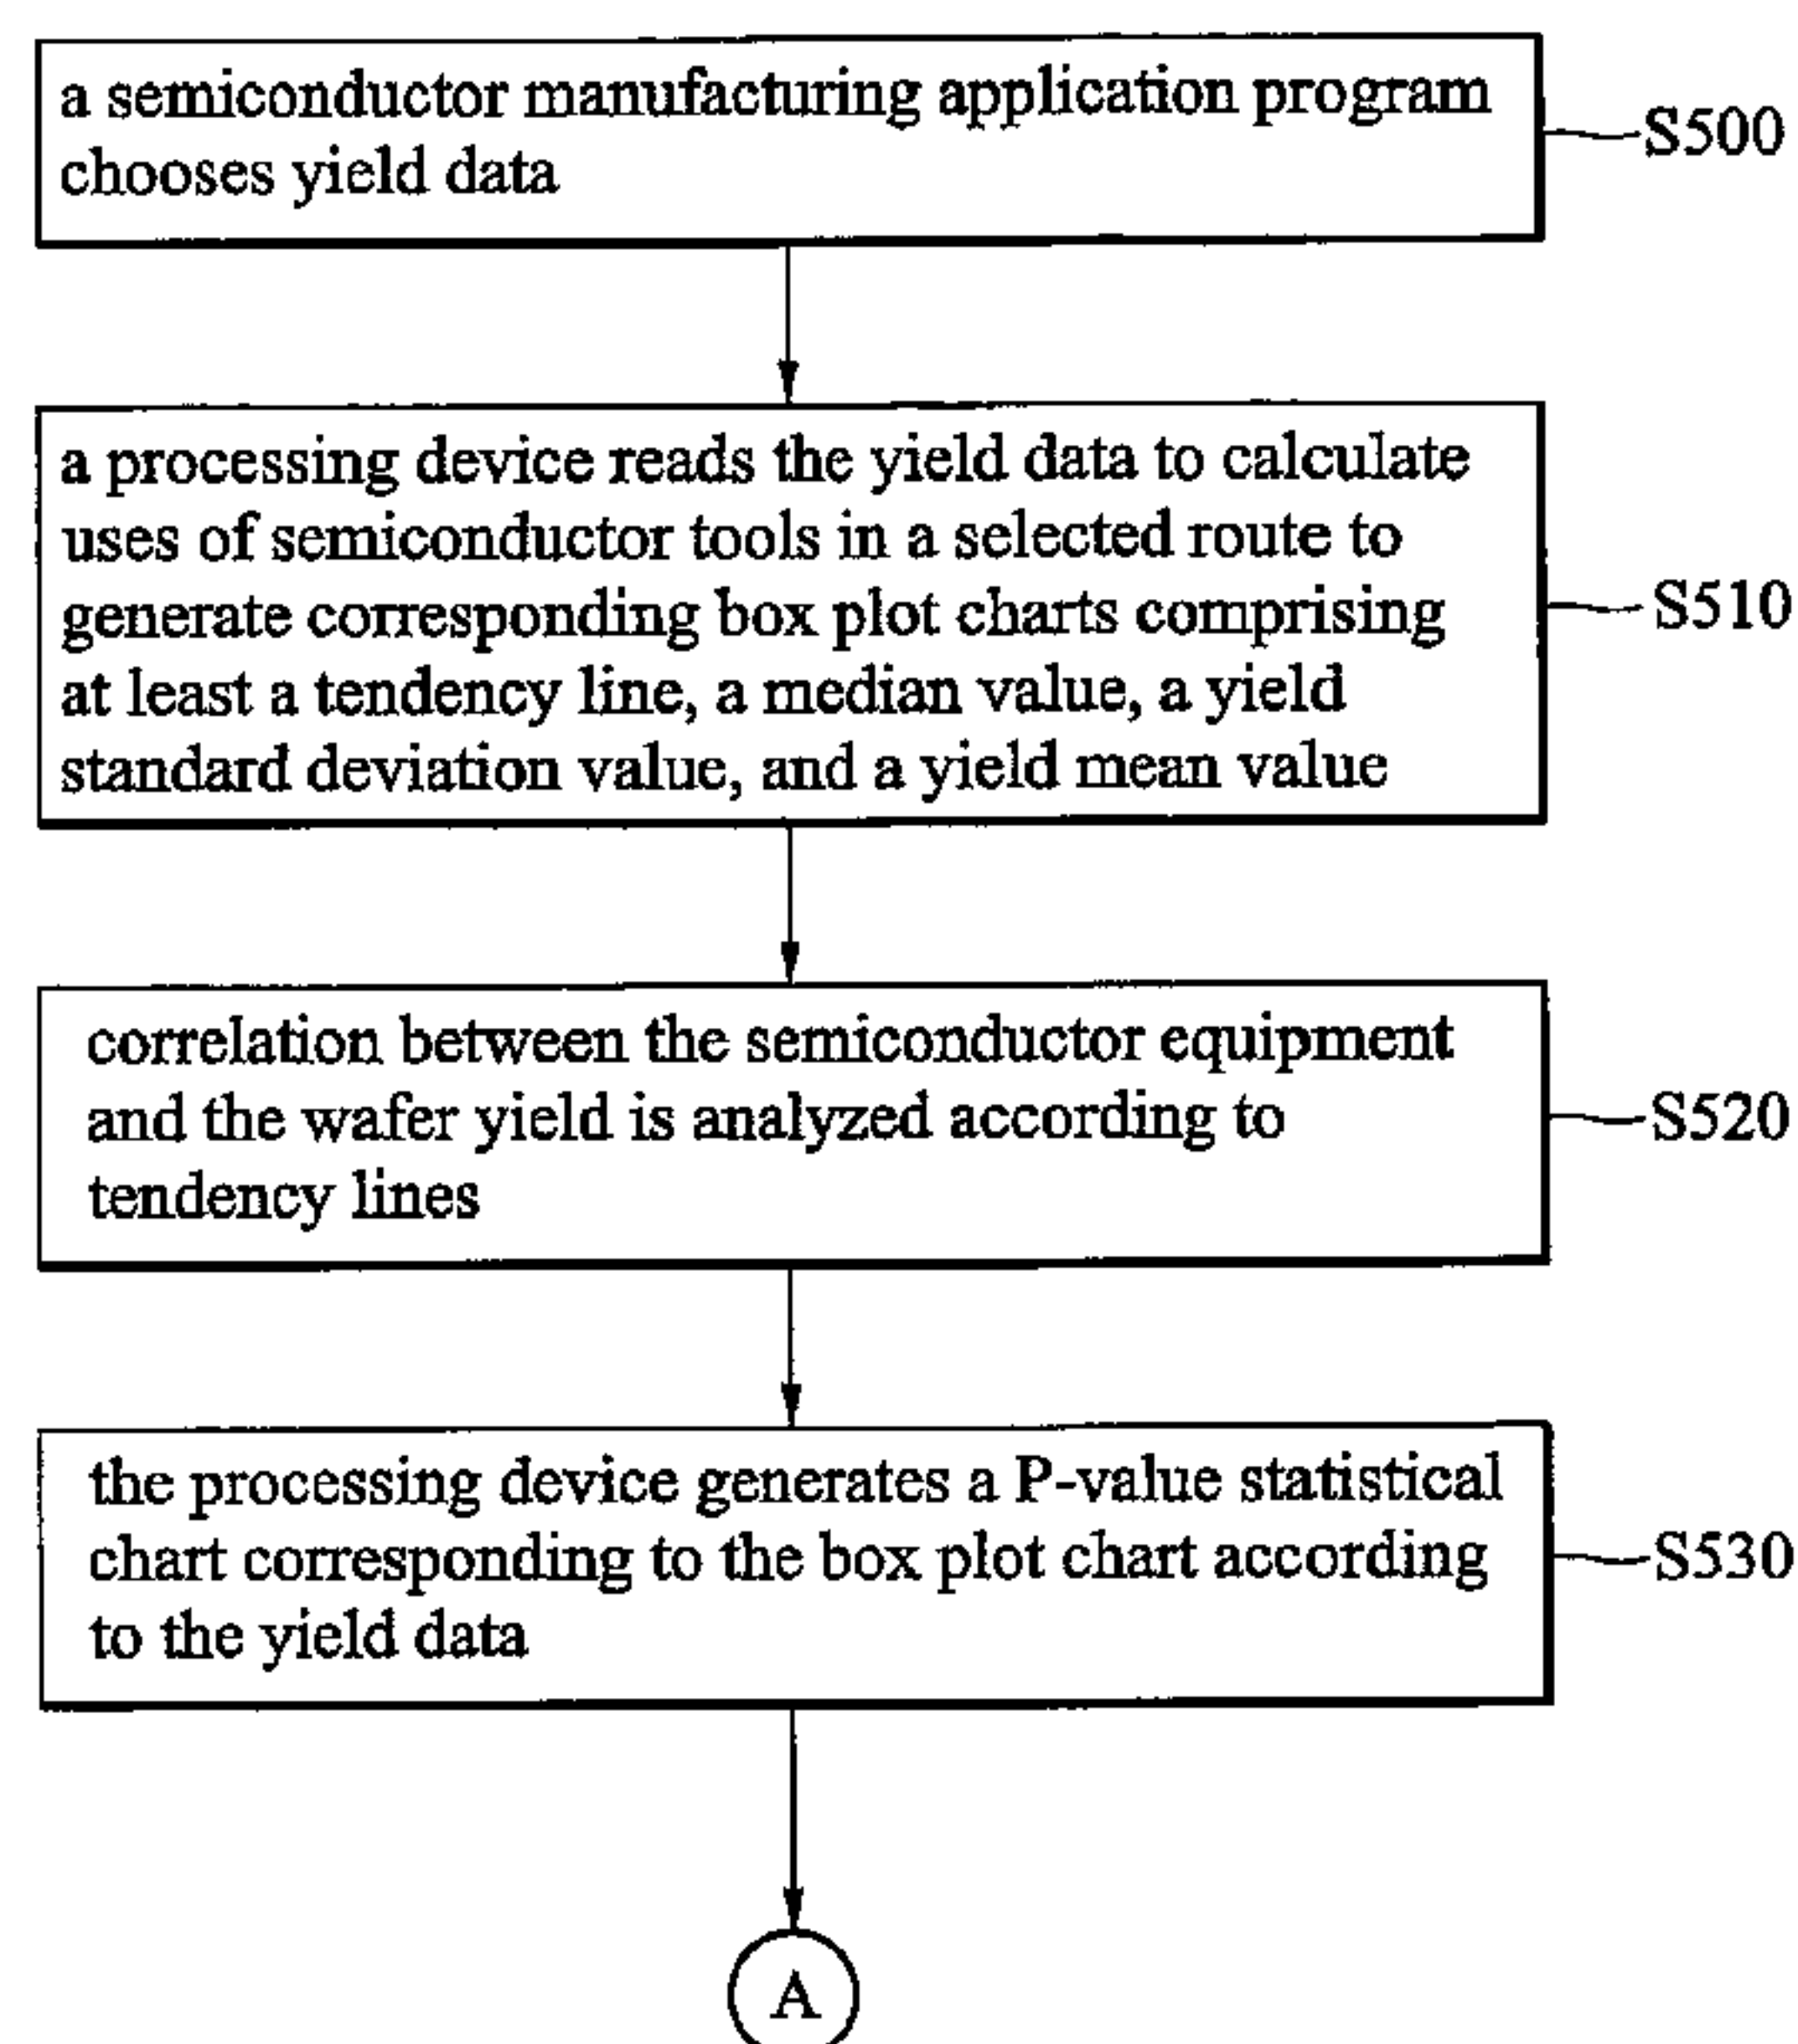 a semiconductor manufacturing application program
chooses yield data
S500
a processing device reads the yield data to calculate
uses of semiconductor tools in a selected route to
generate corresponding box plot charts comprising
at least a tendency line, a median value, a yield
standard deviation value, and a yield mean value
S510
correlation between the semiconductor equipment
and the wafer yield is analyzed according to
tendency lines
S520
the processing device generates a P-value statistical
chart corresponding to the box plot chart according
to the yield data
S530
A